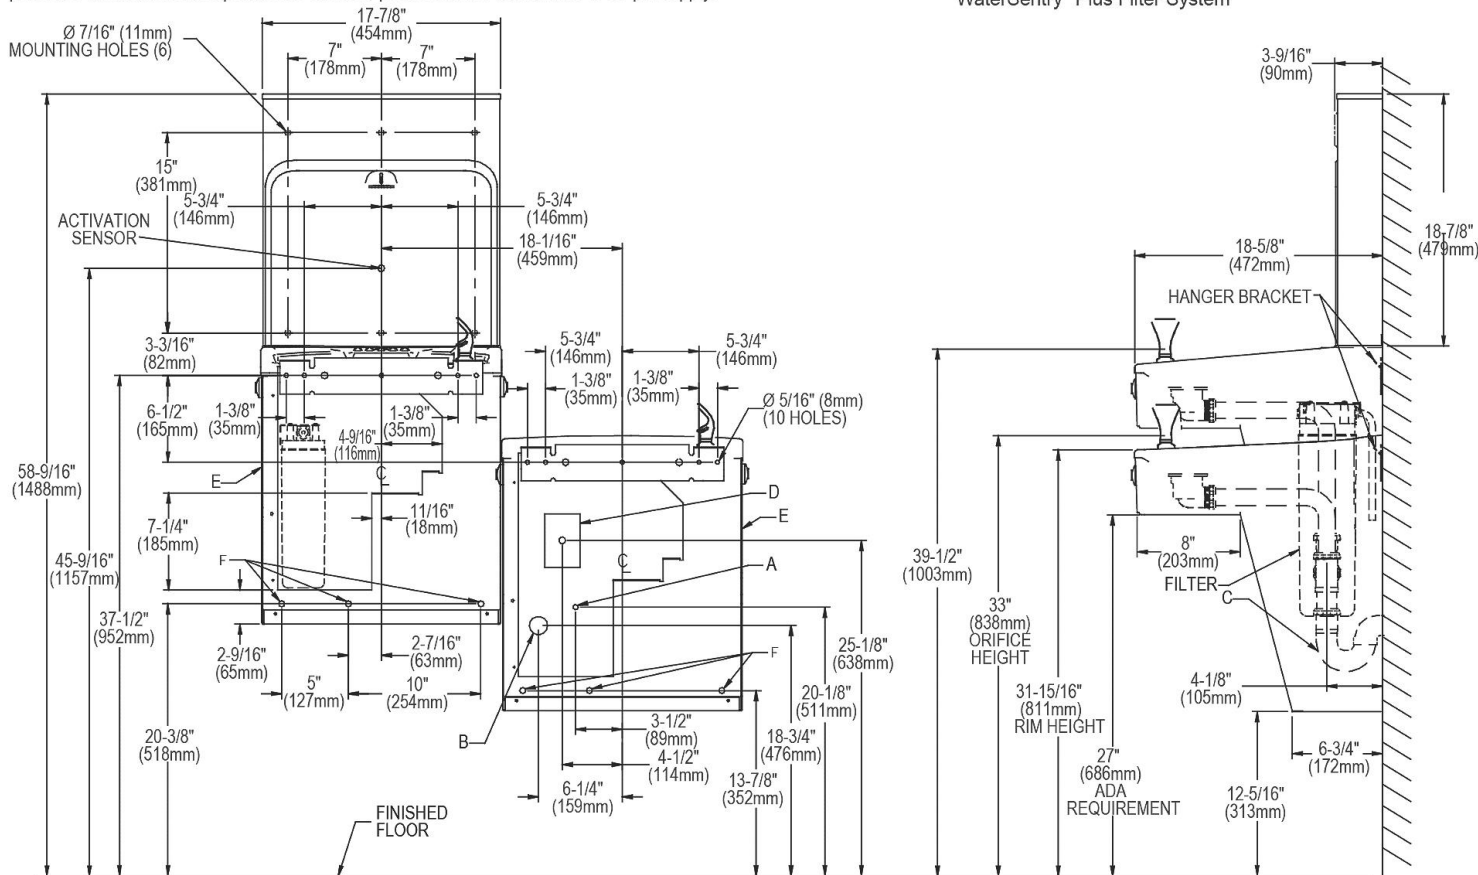 WaterSentry Plus Filter System
17-7/8"
(454mm)
Ø 7/16" (11mm)
MOUNTING HOLES (6)
7"
(178mm)
7"
(178mm)
3-9/16"
(90mm)
15"
(381mm)
5-3/4"
(146mm)
5-3/4"
(146mm)
ACTIVATION
SENSOR
18-1/16"
(459mm)
18-5/8"
(472mm)
18-7/8"
(479mm)
HANGER BRACKET
3-3/16"
(82mm)
5-3/4"
(146mm)
5-3/4"
(146mm)
1-3/8"
(35mm)
1-3/8"
(35mm)
6-1/2"
(165mm)
1-3/8"
(35mm)
1-3/8"
(35mm)
Ø 5/16" (8mm)
(10 HOLES)
4-9/16"
(116mm)
58-9/16"
(1488mm)
E
C
L
D
11/16"
(18mm)
E
7-1/4"
(185mm)
45-9/16"
(1157mm)
F
C
L
A
39-1/2"
(1003mm)
8"
(203mm)
FILTER
C
37-1/2"
(952mm)
33"
(838mm)
ORIFICE
HEIGHT
2-9/16"
(65mm)
2-7/16"
(63mm)
25-1/8"
(638mm)
F
5"
(127mm)
10"
(254mm)
20-1/8"
(511mm)
4-1/8"
(105mm)
31-15/16"
(811mm)
RIM HEIGHT
20-3/8"
(518mm)
B
3-1/2"
(89mm)
18-3/4"
(476mm)
4-1/2"
(114mm)
6-3/4"
(172mm)
27"
(686mm)
ADA
REQUIREMENT
6-1/4"
(159mm)
13-7/8"
(352mm)
12-5/16"
(313mm)
FINISHED
FLOOR